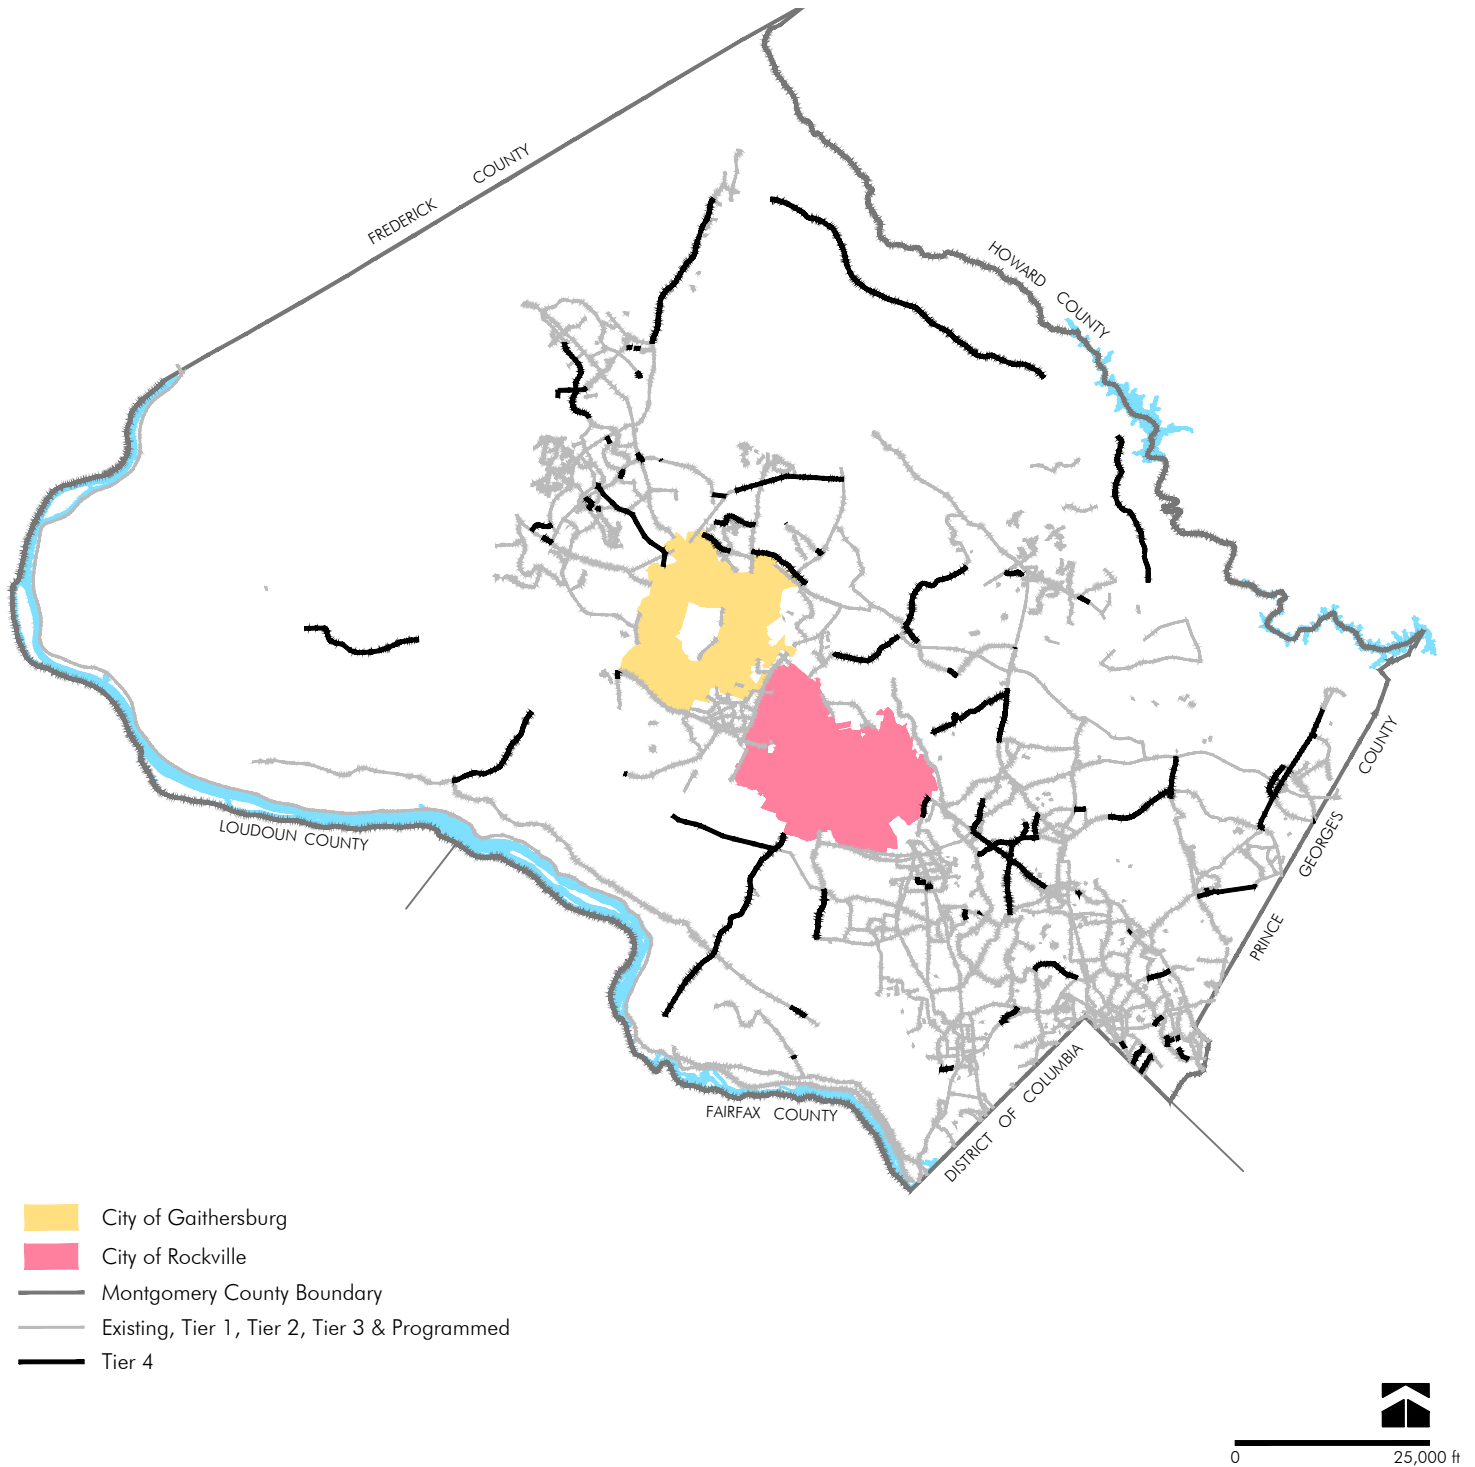 FREDERICK COUNTY
HOWARD COUNTY
PRINCE GEORGE'S COUNTY
LOUDOUN COUNTY
FAIRFAX COUNTY
DISTRICT OF COLUMBIA
City of Gaithersburg
City of Rockville
Montgomery County Boundary
Existing, Tier 1, Tier 2, Tier 3 & Programmed
Tier 4
0 25,000 ft